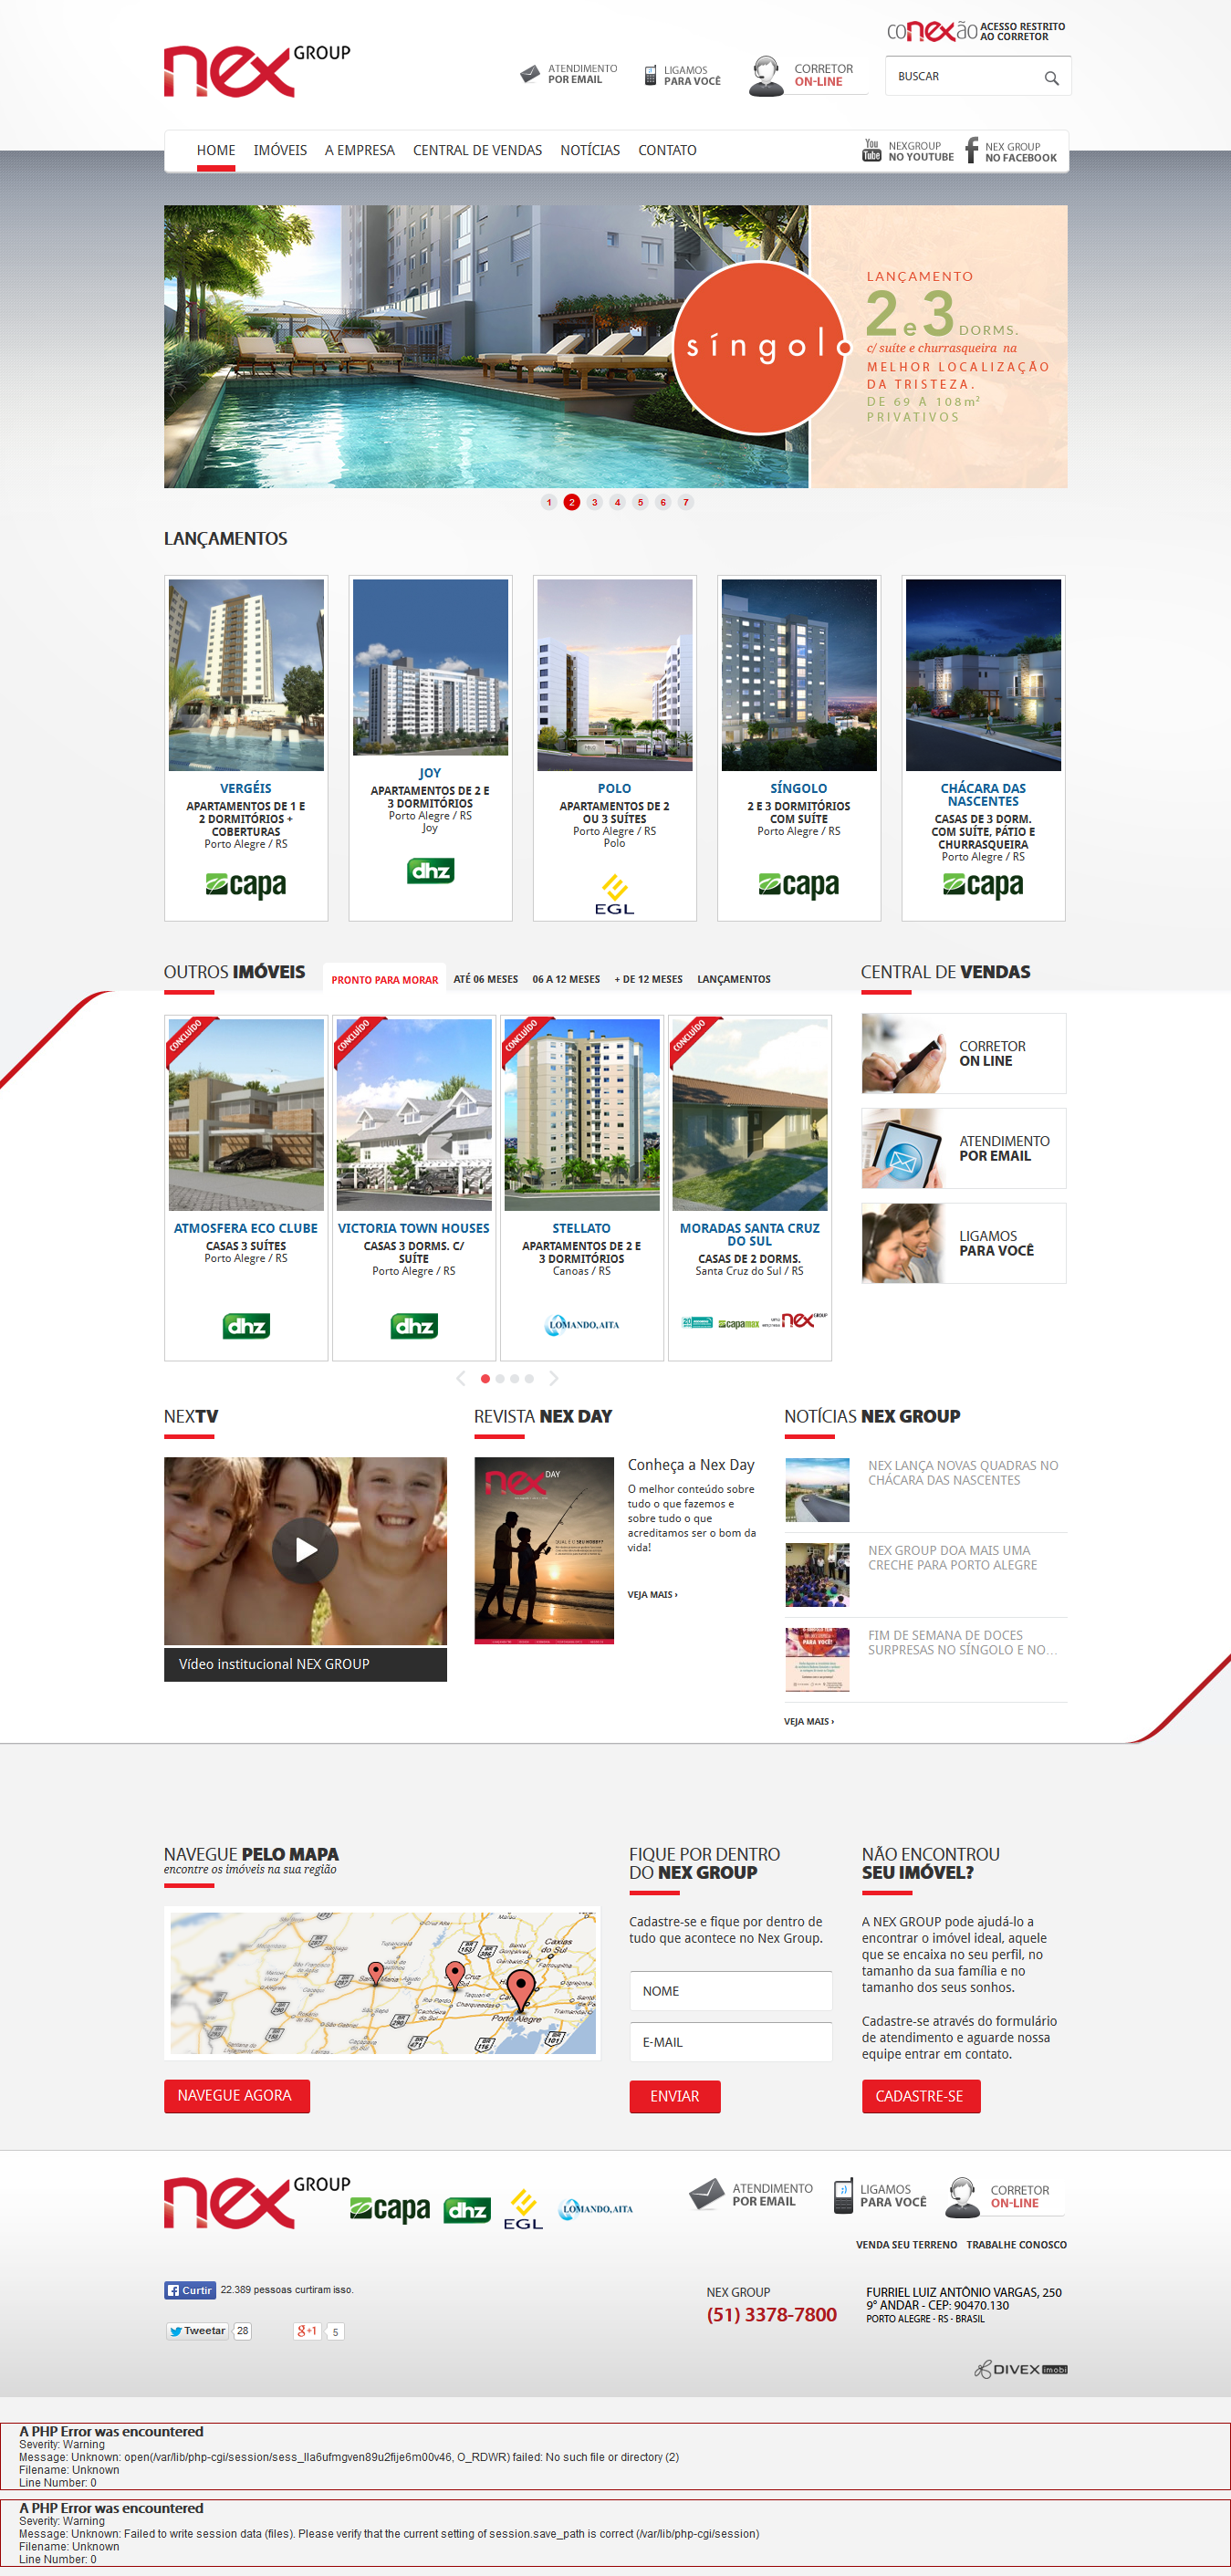 nex GROUP
ATENDIMENTO
POR EMAIL
LIGAMOS
PARA VOCÊ
CORRETOR
ON-LINE
coNEXão ACESSO RESTRITO
AO CORRETOR
BUSCAR
HOME IMÓVEIS A EMPRESA CENTRAL DE VENDAS NOTÍCIAS CONTATO
You Tube NEXGROUP
NO YOUTUBE
NEX GROUP
NO FACEBOOK
síngolo
LANÇAMENTO
2 e 3 DORMS.
c/ suíte e churrasqueira na
MELHOR LOCALIZAÇÃO
DA TRISTEZA.
DE 69 A 108m²
PRIVATIVOS
1 2 3 4 5 6 7
LANÇAMENTOS
VERGÉIS
APARTAMENTOS DE 1 E
2 DORMITÓRIOS +
COBERTURAS
Porto Alegre / RS
capa
JOY
APARTAMENTOS DE 2 E
3 DORMITÓRIOS
Porto Alegre / RS
Joy
dhz
POLO
APARTAMENTOS DE 2
OU 3 SUÍTES
Porto Alegre / RS
Polo
EGL
SÍNGOLO
2 E 3 DORMITÓRIOS
COM SUÍTE
Porto Alegre / RS
capa
CHÁCARA DAS
NASCENTES
CASAS DE 3 DORM.
COM SUÍTE, PÁTIO E
CHURRASQUEIRA
Porto Alegre / RS
capa
OUTROS IMÓVEIS
PRONTO PARA MORAR ATÉ 06 MESES 06 A 12 MESES + DE 12 MESES LANÇAMENTOS
CONCLUÍDO
ATMOSFERA ECO CLUBE
CASAS 3 SUÍTES
Porto Alegre / RS
dhz
CONCLUÍDO
VICTORIA TOWN HOUSES
CASAS 3 DORMS. C/
SUÍTE
Porto Alegre / RS
dhz
CONCLUÍDO
STELLATO
APARTAMENTOS DE 2 E
3 DORMITÓRIOS
Canoas / RS
LOMANDO, AITA
CONCLUÍDO
MORADAS SANTA CRUZ
DO SUL
CASAS DE 2 DORMS.
Santa Cruz do Sul / RS
capamax nex GROUP
CENTRAL DE VENDAS
CORRETOR
ON LINE
ATENDIMENTO
POR EMAIL
LIGAMOS
PARA VOCÊ
NEXTV
Vídeo institucional NEX GROUP
REVISTA NEX DAY
nex DAY
QUAL É O SEU HOBBY?
Conheça a Nex Day
O melhor conteúdo sobre
tudo o que fazemos e
sobre tudo o que
acreditamos ser o bom da
vida!
VEJA MAIS ›
NOTÍCIAS NEX GROUP
NEX LANÇA NOVAS QUADRAS NO
CHÁCARA DAS NASCENTES
NEX GROUP DOA MAIS UMA
CRECHE PARA PORTO ALEGRE
PARA VOCÊ!
FIM DE SEMANA DE DOCES
SURPRESAS NO SÍNGOLO E NO...
VEJA MAIS ›
NAVEGUE PELO MAPA
encontre os imóveis na sua região
Caxias
do Sul
Porto Alegre
NAVEGUE AGORA
FIQUE POR DENTRO
DO NEX GROUP
Cadastre-se e fique por dentro de
tudo que acontece no Nex Group.
NOME
E-MAIL
ENVIAR
NÃO ENCONTROU
SEU IMÓVEL?
A NEX GROUP pode ajudá-lo a
encontrar o imóvel ideal, aquele
que se encaixa no seu perfil, no
tamanho da sua família e no
tamanho dos seus sonhos.
Cadastre-se através do formulário
de atendimento e aguarde nossa
equipe entrar em contato.
CADASTRE-SE
nex GROUP
capa dhz EGL LOMANDO, AITA
ATENDIMENTO
POR EMAIL
LIGAMOS
PARA VOCÊ
CORRETOR
ON-LINE
VENDA SEU TERRENO TRABALHE CONOSCO
Curtir 22.389 pessoas curtiram isso.
Tweetar 28
g+1 5
NEX GROUP
(51) 3378-7800
FURRIEL LUIZ ANTÔNIO VARGAS, 250
9° ANDAR - CEP: 90470.130
PORTO ALEGRE - RS - BRASIL
DIVEX imobi
A PHP Error was encountered
Severity: Warning
Message: Unknown: open(/var/lib/php-cgi/session/sess_lla6ufmgven89u2fije6m00v46, O_RDWR) failed: No such file or directory (2)
Filename: Unknown
Line Number: 0
A PHP Error was encountered
Severity: Warning
Message: Unknown: Failed to write session data (files). Please verify that the current setting of session.save_path is correct (/var/lib/php-cgi/session)
Filename: Unknown
Line Number: 0